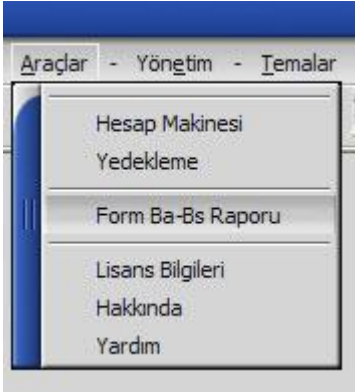 Araçlar - Yönetim - Temalar
Hesap Makinesi
Yedekleme
Form Ba-Bs Raporu
Lisans Bilgileri
Hakkında
Yardım